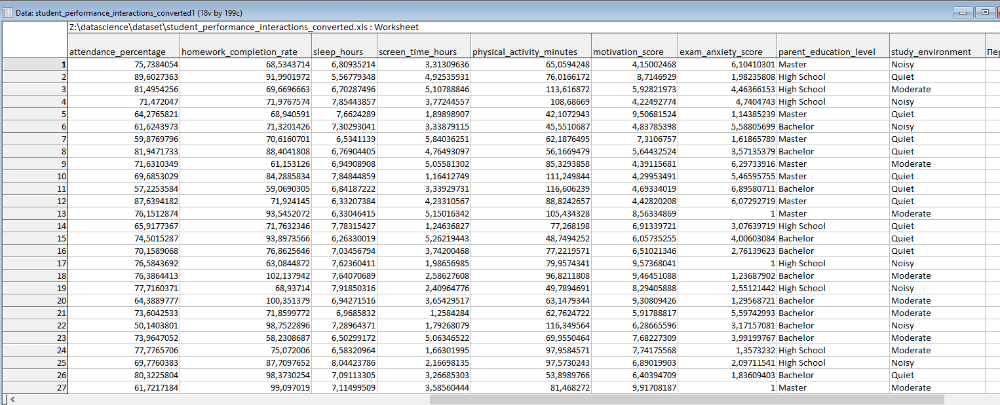 Data: student_performance_interactions_converted1 (18v by 199c)
Z:\datascience\dataset\student_performance_interactions_converted.xls : Worksheet
attendance_percentage homework_completion_rate sleep_hours screen_time_hours physical_activity_minutes motivation_score exam_anxiety_score parent_education_level study_environment Пер
1 75,7384054 68,5343714 6,80935214 3,31309636 65,0594248 4,15002468 6,10410301 Master Noisy
2 89,6027363 91,9901972 5,56779348 4,92535931 76,0166172 8,7146929 1,98235808 High School Quiet
3 81,4954256 69,6696663 6,70287496 5,10788846 113,616872 5,92821973 4,46366153 High School Moderate
4 71,472047 71,9767574 7,85443857 3,77244557 108,68669 4,22492774 4,7404743 High School Noisy
5 64,2765821 68,940591 7,6624289 1,89898907 42,1072943 9,50681524 1,14385239 Master Quiet
6 61,6243973 71,3201426 7,30293041 3,33879115 45,5510687 4,83785398 5,58805699 Bachelor Noisy
7 59,8769796 70,6160701 6,5341139 5,84036251 62,1876495 7,3106757 1,61865789 Master Quiet
8 81,9471733 88,4041808 6,76904405 4,76493097 56,1669479 5,64432524 3,57135379 Bachelor Quiet
9 71,6310349 61,153126 6,94908908 5,05581302 85,3293858 4,39115681 6,29733916 Master Moderate
10 69,6853029 84,2885834 7,84844859 1,16412749 111,249844 4,29953491 5,46595755 Master Quiet
11 57,2253584 59,0690305 6,84187222 3,33929731 116,606239 4,69334019 6,89580711 Bachelor Quiet
12 87,6394182 71,924145 6,33207384 4,23310567 88,8242657 4,42820208 6,07292719 Master Quiet
13 76,1512874 93,5452072 6,33046415 5,15016342 105,434328 8,56334869 1 Master Moderate
14 65,9177367 71,7632346 7,78315427 1,24636827 77,268198 6,91339721 3,07639719 High School Quiet
15 74,5015287 93,8973566 6,26330019 5,26219443 48,7494252 6,05735255 4,00603084 Bachelor Quiet
16 70,1589068 76,8625646 7,03456794 3,74200468 77,2219571 6,51021346 2,76139623 Bachelor Quiet
17 76,5843692 63,0844872 7,62360411 1,98656985 79,9574341 9,57368041 1 High School Noisy
18 76,3864413 102,137942 7,64070689 2,58627608 96,8211808 9,46451088 1,23687902 Bachelor Moderate
19 77,7160371 68,93714 7,91850316 2,40964776 49,7894691 8,29405888 2,55121442 High School Noisy
20 64,3889777 100,351379 6,94271516 3,65429517 63,1479344 9,30809426 1,29568721 Bachelor Moderate
21 73,6042533 71,8599772 6,9685832 1,2584284 62,7624722 5,91788817 5,59742993 Bachelor Moderate
22 50,1403801 98,7522896 7,28964371 1,79268079 116,349564 6,28665596 3,17157081 Bachelor Noisy
23 73,9647052 58,2308687 6,50299172 5,06346522 69,9550464 7,68227309 3,99199767 Bachelor Moderate
24 77,7765706 75,072006 6,58320964 1,66301995 97,9584571 7,74175568 1,3573232 High School Moderate
25 69,7760383 87,7097652 8,04423786 2,16698135 97,5730243 6,89019903 2,09711541 High School Noisy
26 80,3225804 98,3730254 7,09113305 3,26685303 53,8989766 6,40394709 1,83609403 Bachelor Quiet
27 61,7217184 99,097019 7,11499509 3,58560444 81,468272 9,91708187 1 Master Moderate